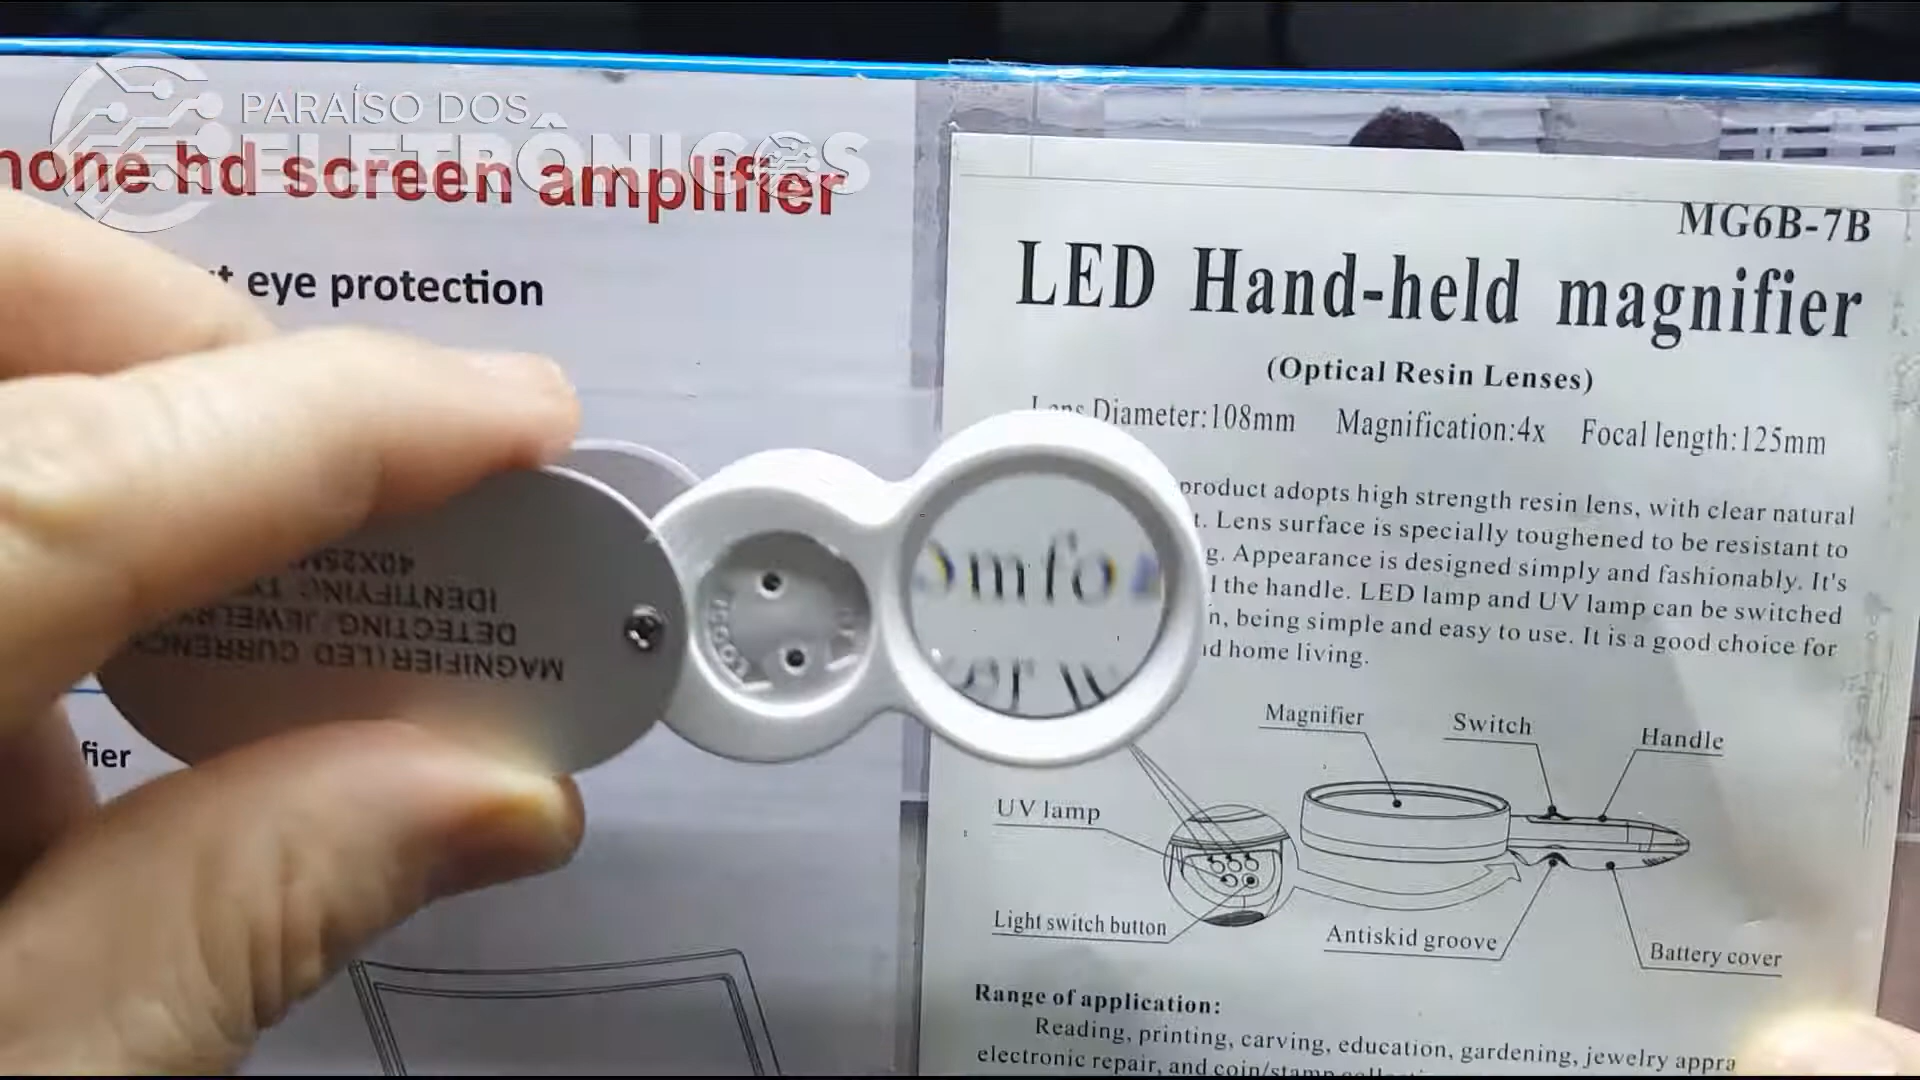 PARAÍSO DOS
ELETRÔNICOS
hone hd screen amplifier
eye protection
fier
MAGNIFIER(LED CURRENCY
DETECTING/JEWELRY
IDENTIFYING
MG6B-7B
LED Hand-held magnifier
(Optical Resin Lenses)
Lens Diameter:108mm Magnification:4x Focal length:125mm
product adopts high strength resin lens, with clear natural
t. Lens surface is specially toughened to be resistant to
g. Appearance is designed simply and fashionably. It's
the handle. LED lamp and UV lamp can be switched
n, being simple and easy to use. It is a good choice for
nd home living.
omfo
er w
Magnifier
Switch
Handle
UV lamp
Light switch button
Antiskid groove
Battery cover
Range of application:
Reading, printing, carving, education, gardening, jewelry appra
electronic repair, and coin/stamp